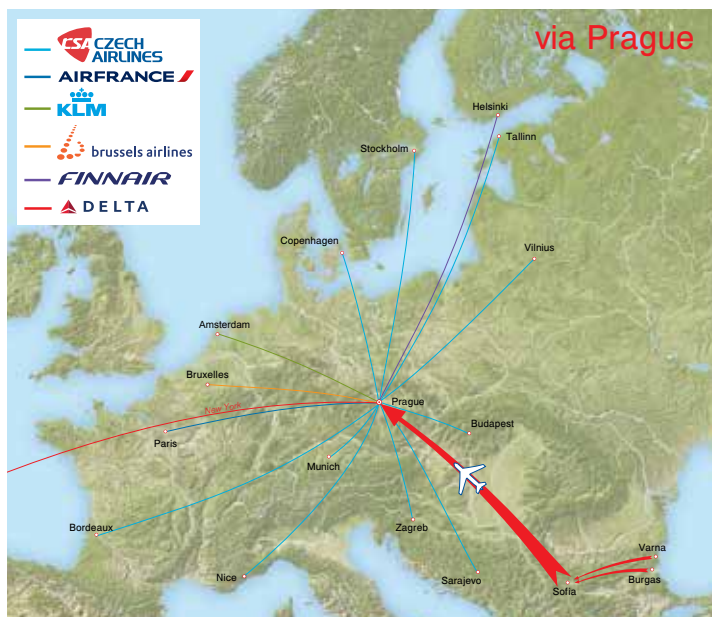 via Prague
CSA CZECH
AIRLINES
AIRFRANCE
KLM
brussels airlines
FINNAIR
DELTA
Helsinki
Tallinn
Stockholm
Copenhagen
Vilnius
Amsterdam
Bruxelles
New York
Prague
Paris
Budapest
Munich
Bordeaux
Zagreb
Nice
Sarajevo
Varna
Burgas
Sofia